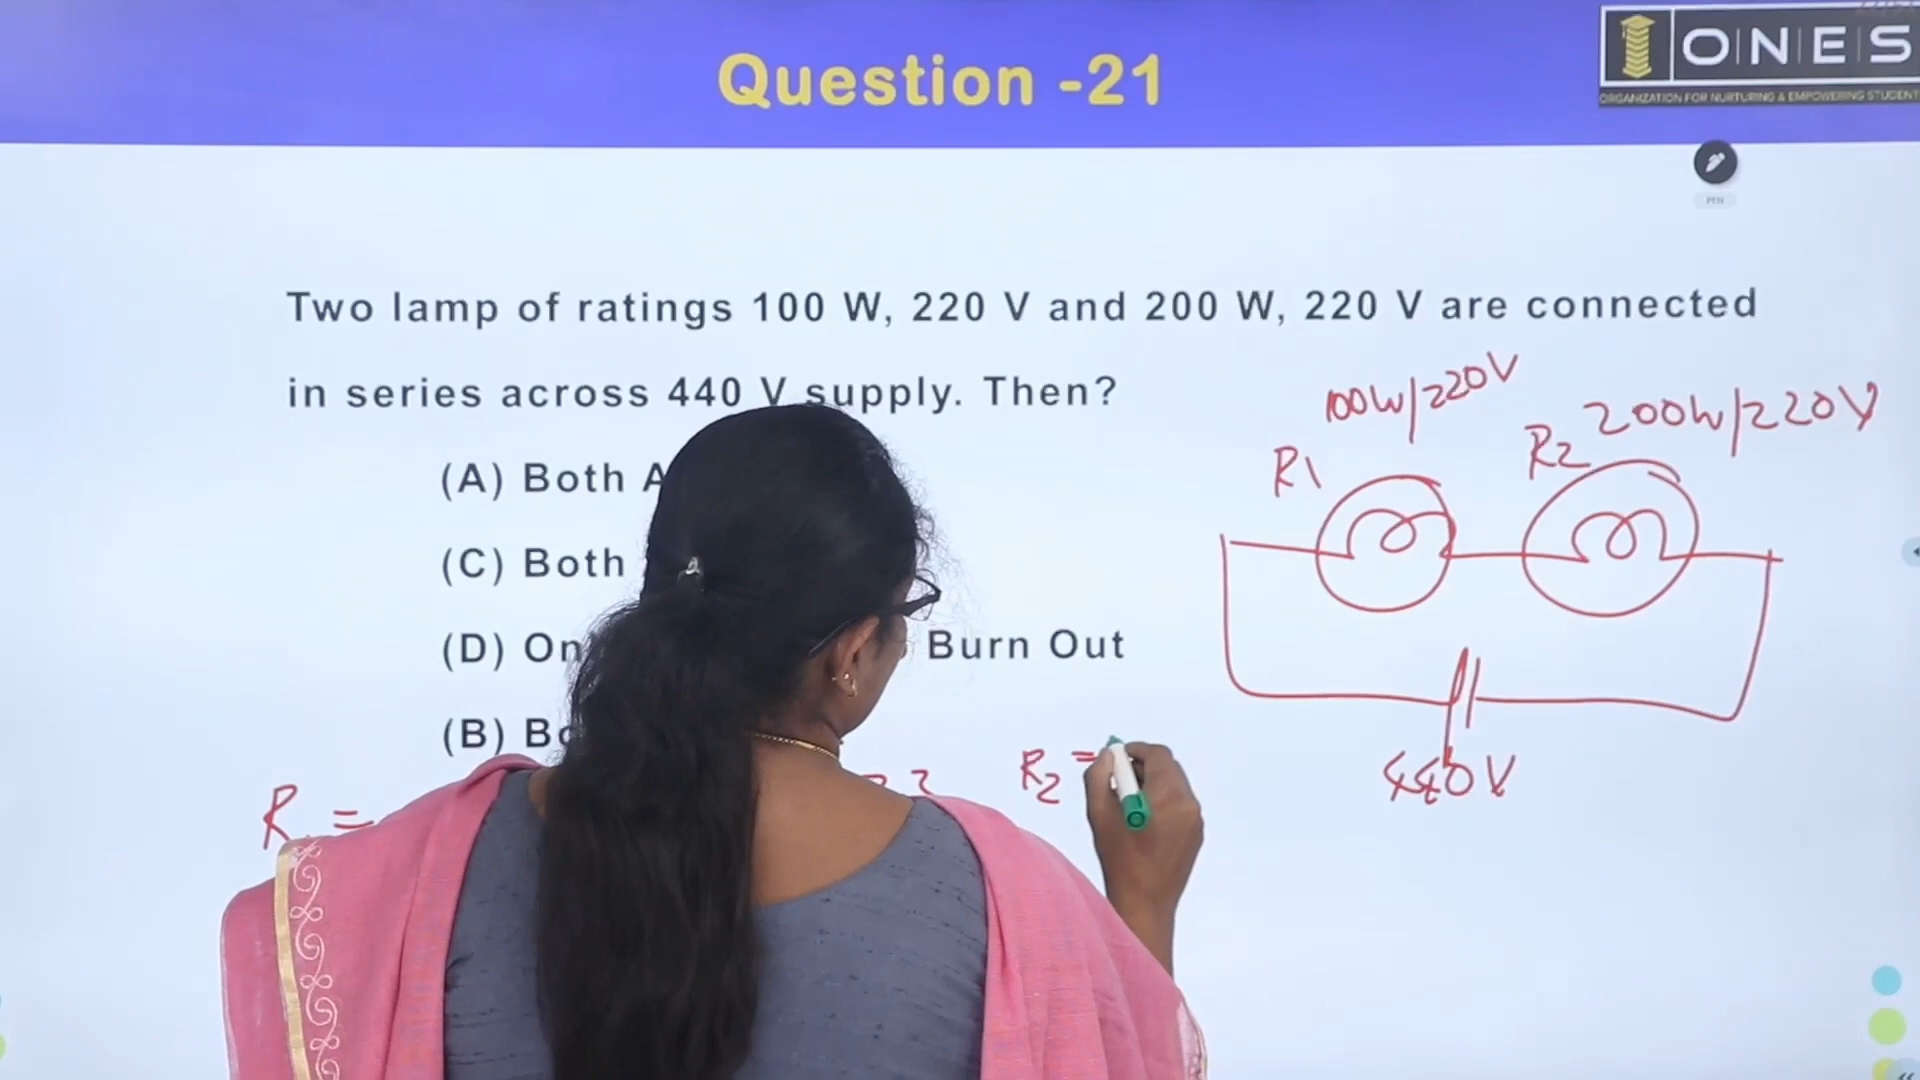 Question -21
ONES
ORGANIZATION FOR NURTURING & EMPOWERING STUDENT
PEN
Two lamp of ratings 100 W, 220 V and 200 W, 220 V are connected
in series across 440 V supply. Then?
100W/220V
200W/220V
R1
R2
(A) Both A
(C) Both
(D) On Burn Out
(B) Bo
440V
R2 =
R =